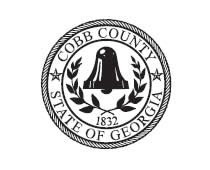 COBB COUNTY
1832
STATE OF GEORGIA